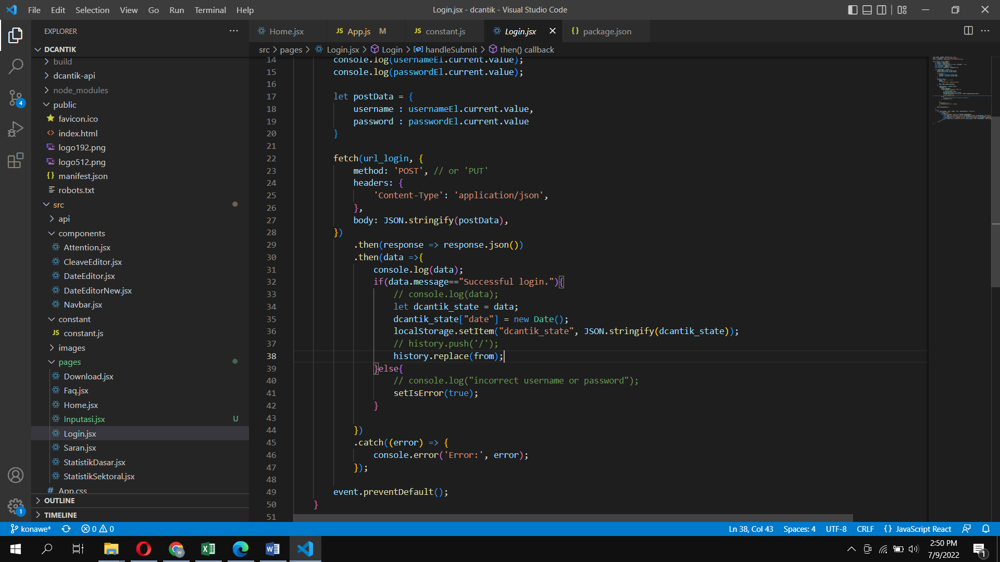 File Edit Selection View Go Run Terminal Help
Login.jsx - dcantik - Visual Studio Code
EXPLORER
Home.jsx
JS App.js M
JS constant.js
Login.jsx
{} package.json
DCANTIK
build
dcantik-api
node_modules
public
favicon.ico
index.html
logo192.png
logo512.png
{} manifest.json
robots.txt
src
api
components
Attention.jsx
CleaveEditor.jsx
DateEditor.jsx
DateEditorNew.jsx
Navbar.jsx
constant
JS constant.js
images
pages
Download.jsx
Faq.jsx
Home.jsx
Inputasi.jsx U
Login.jsx
Saran.jsx
StatistikDasar.jsx
StatistikSektoral.jsx
# App.css
OUTLINE
TIMELINE
4
1
src > pages > Login.jsx > Login > handleSubmit > then() callback
14 console.log(usernameEl.current.value);
15 console.log(passwordEl.current.value);
16
17 let postData = {
18 username : usernameEl.current.value,
19 password : passwordEl.current.value
20 }
21
22 fetch(url_login, {
23 method: 'POST', // or 'PUT'
24 headers: {
25 'Content-Type': 'application/json',
26 },
27 body: JSON.stringify(postData),
28 })
29 .then(response => response.json())
30 .then(data =>{
31 console.log(data);
32 if(data.message=="Successful login."){
33 // console.log(data);
34 let dcantik_state = data;
35 dcantik_state["date"] = new Date();
36 localStorage.setItem("dcantik_state", JSON.stringify(dcantik_state));
37 // history.push('/');
38 history.replace(from);
39 }else{
40 // console.log("incorrect username or password");
41 setIsError(true);
42 }
43
44 })
45 .catch((error) => {
46 console.error('Error:', error);
47 });
48
49 event.preventDefault();
50 }
51
konawe* 0 0
Ln 38, Col 43 Spaces: 4 UTF-8 CRLF {} JavaScript React
2:50 PM
7/9/2022
1